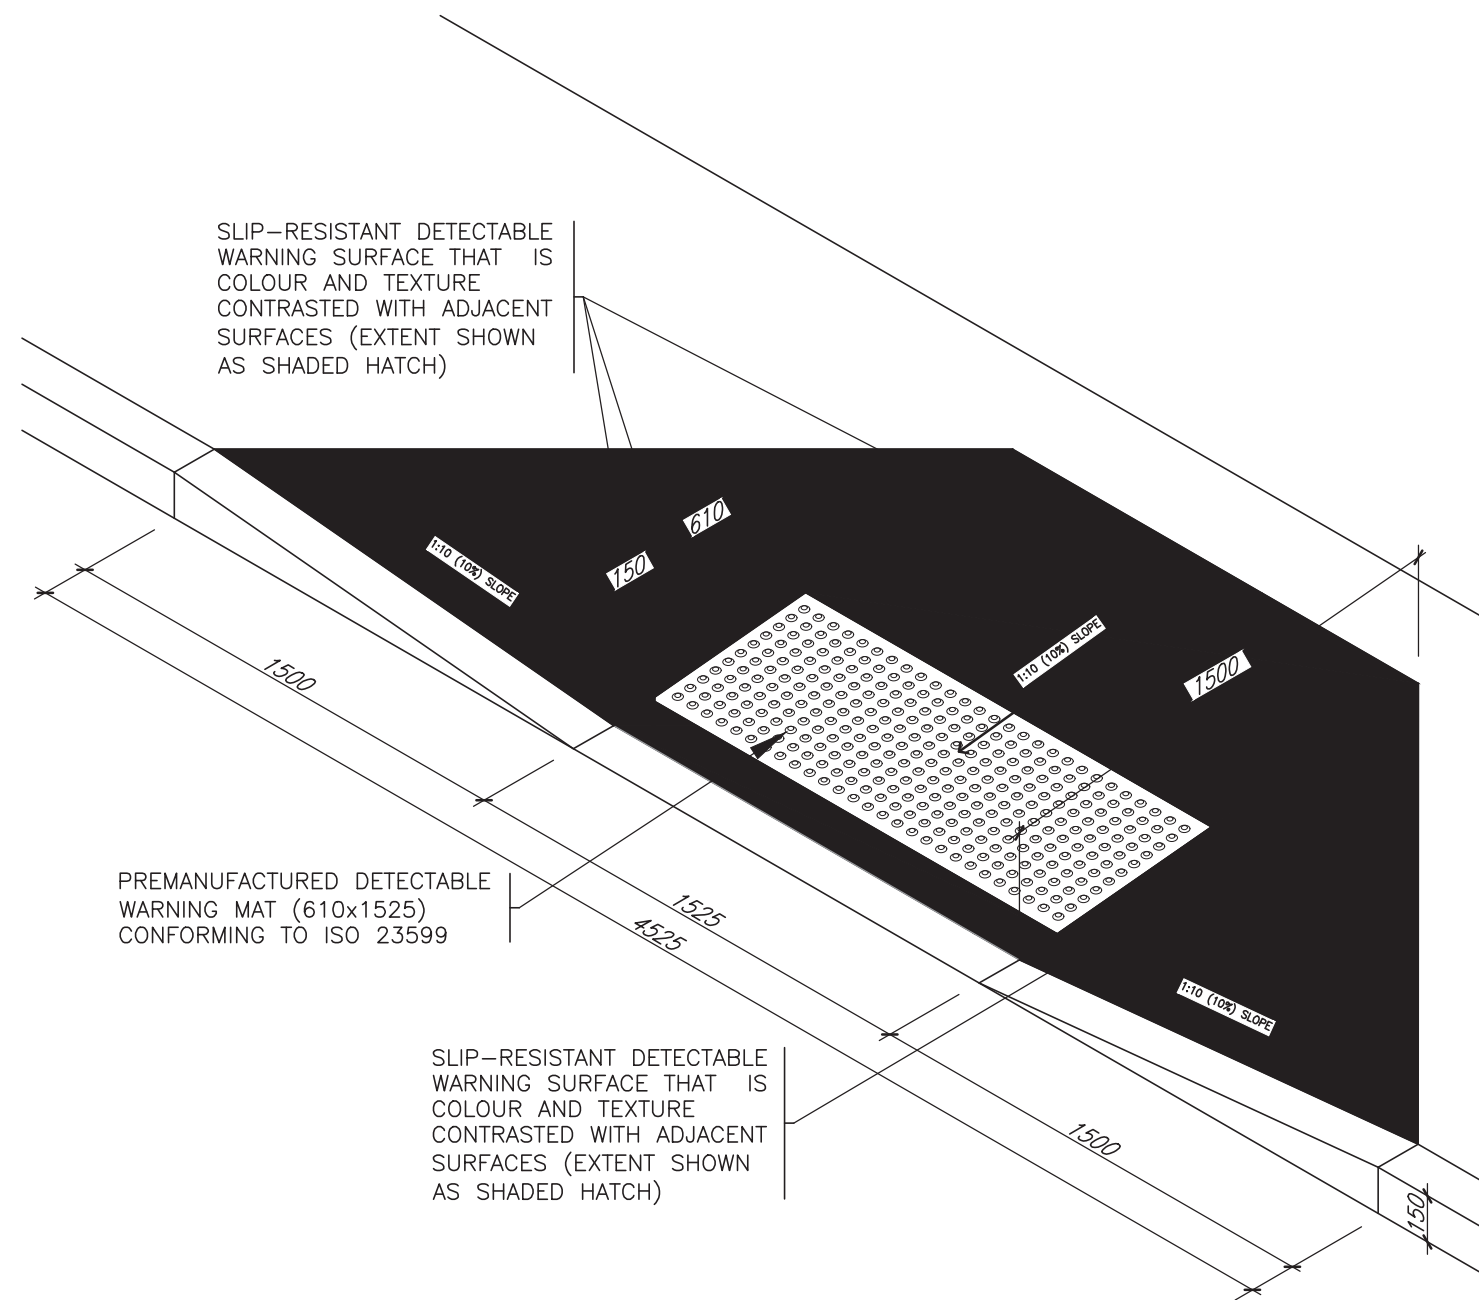 SLIP-RESISTANT DETECTABLE
WARNING SURFACE THAT IS
COLOUR AND TEXTURE
CONTRASTED WITH ADJACENT
SURFACES (EXTENT SHOWN
AS SHADED HATCH)
610
150
1:10 (10%) SLOPE
1:10 (10%) SLOPE
1500
1500
PREMANUFACTURED DETECTABLE
WARNING MAT (610x1525)
CONFORMING TO ISO 23599
1525
4525
1:10 (10%) SLOPE
SLIP-RESISTANT DETECTABLE
WARNING SURFACE THAT IS
COLOUR AND TEXTURE
CONTRASTED WITH ADJACENT
SURFACES (EXTENT SHOWN
AS SHADED HATCH)
1500
150